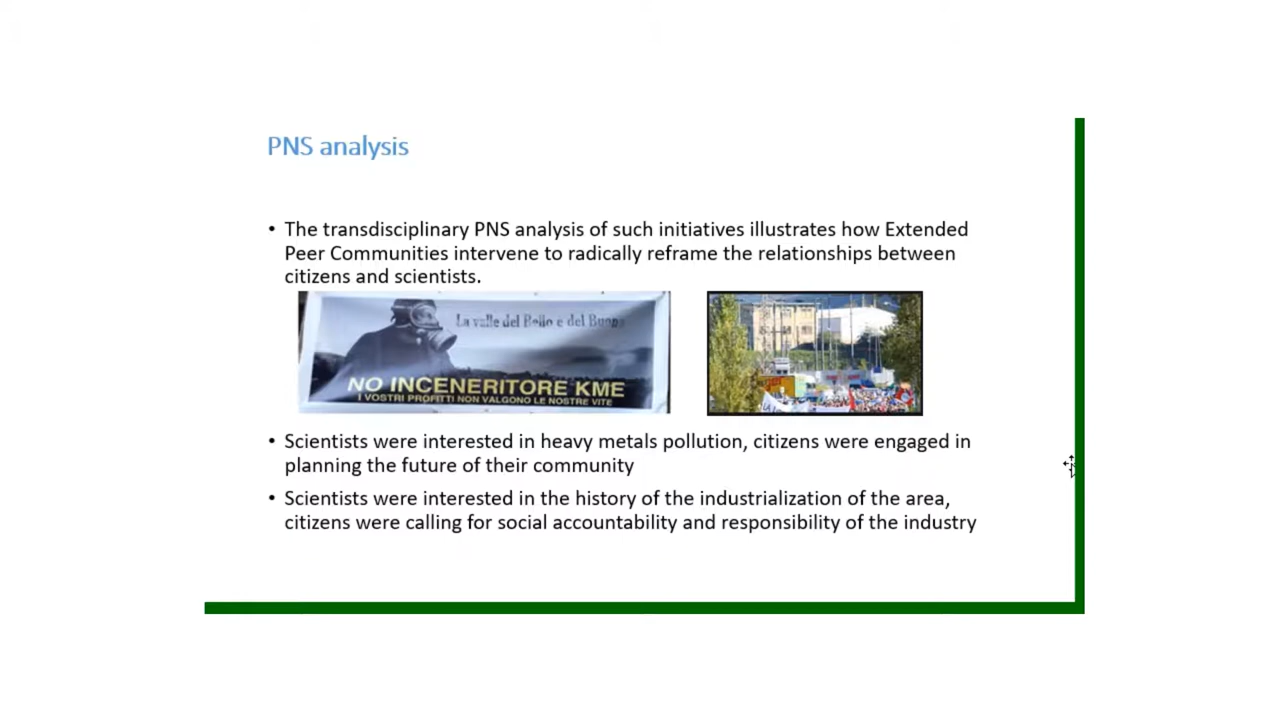 PNS analysis
• The transdisciplinary PNS analysis of such initiatives illustrates how Extended
Peer Communities intervene to radically reframe the relationships between
citizens and scientists.
La valle del Bello e del Buono
NO INCENERITORE KME
I VOSTRI PROFITTI NON VALGONO LE NOSTRE VITE
• Scientists were interested in heavy metals pollution, citizens were engaged in
planning the future of their community
• Scientists were interested in the history of the industrialization of the area,
citizens were calling for social accountability and responsibility of the industry